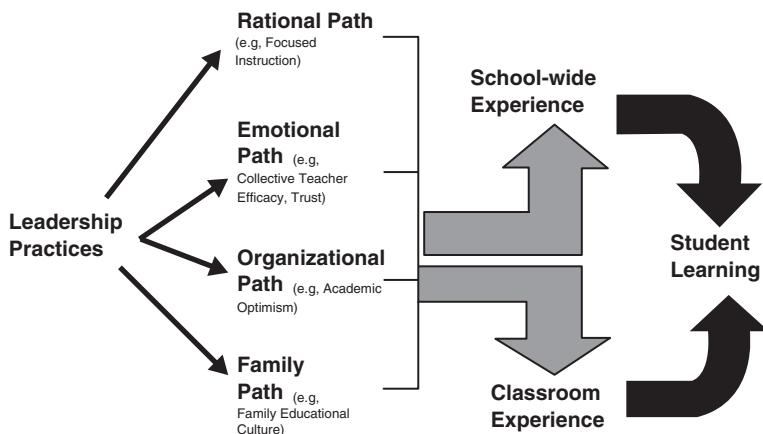 Rational Path
(e.g, Focused
Instruction)
Emotional
Path (e.g,
Collective Teacher
Efficacy, Trust)
Leadership
Practices
Organizational
Path (e.g, Academic
Optimism)
Family
Path (e.g,
Family Educational
Culture)
School-wide
Experience
Classroom
Experience
Student
Learning